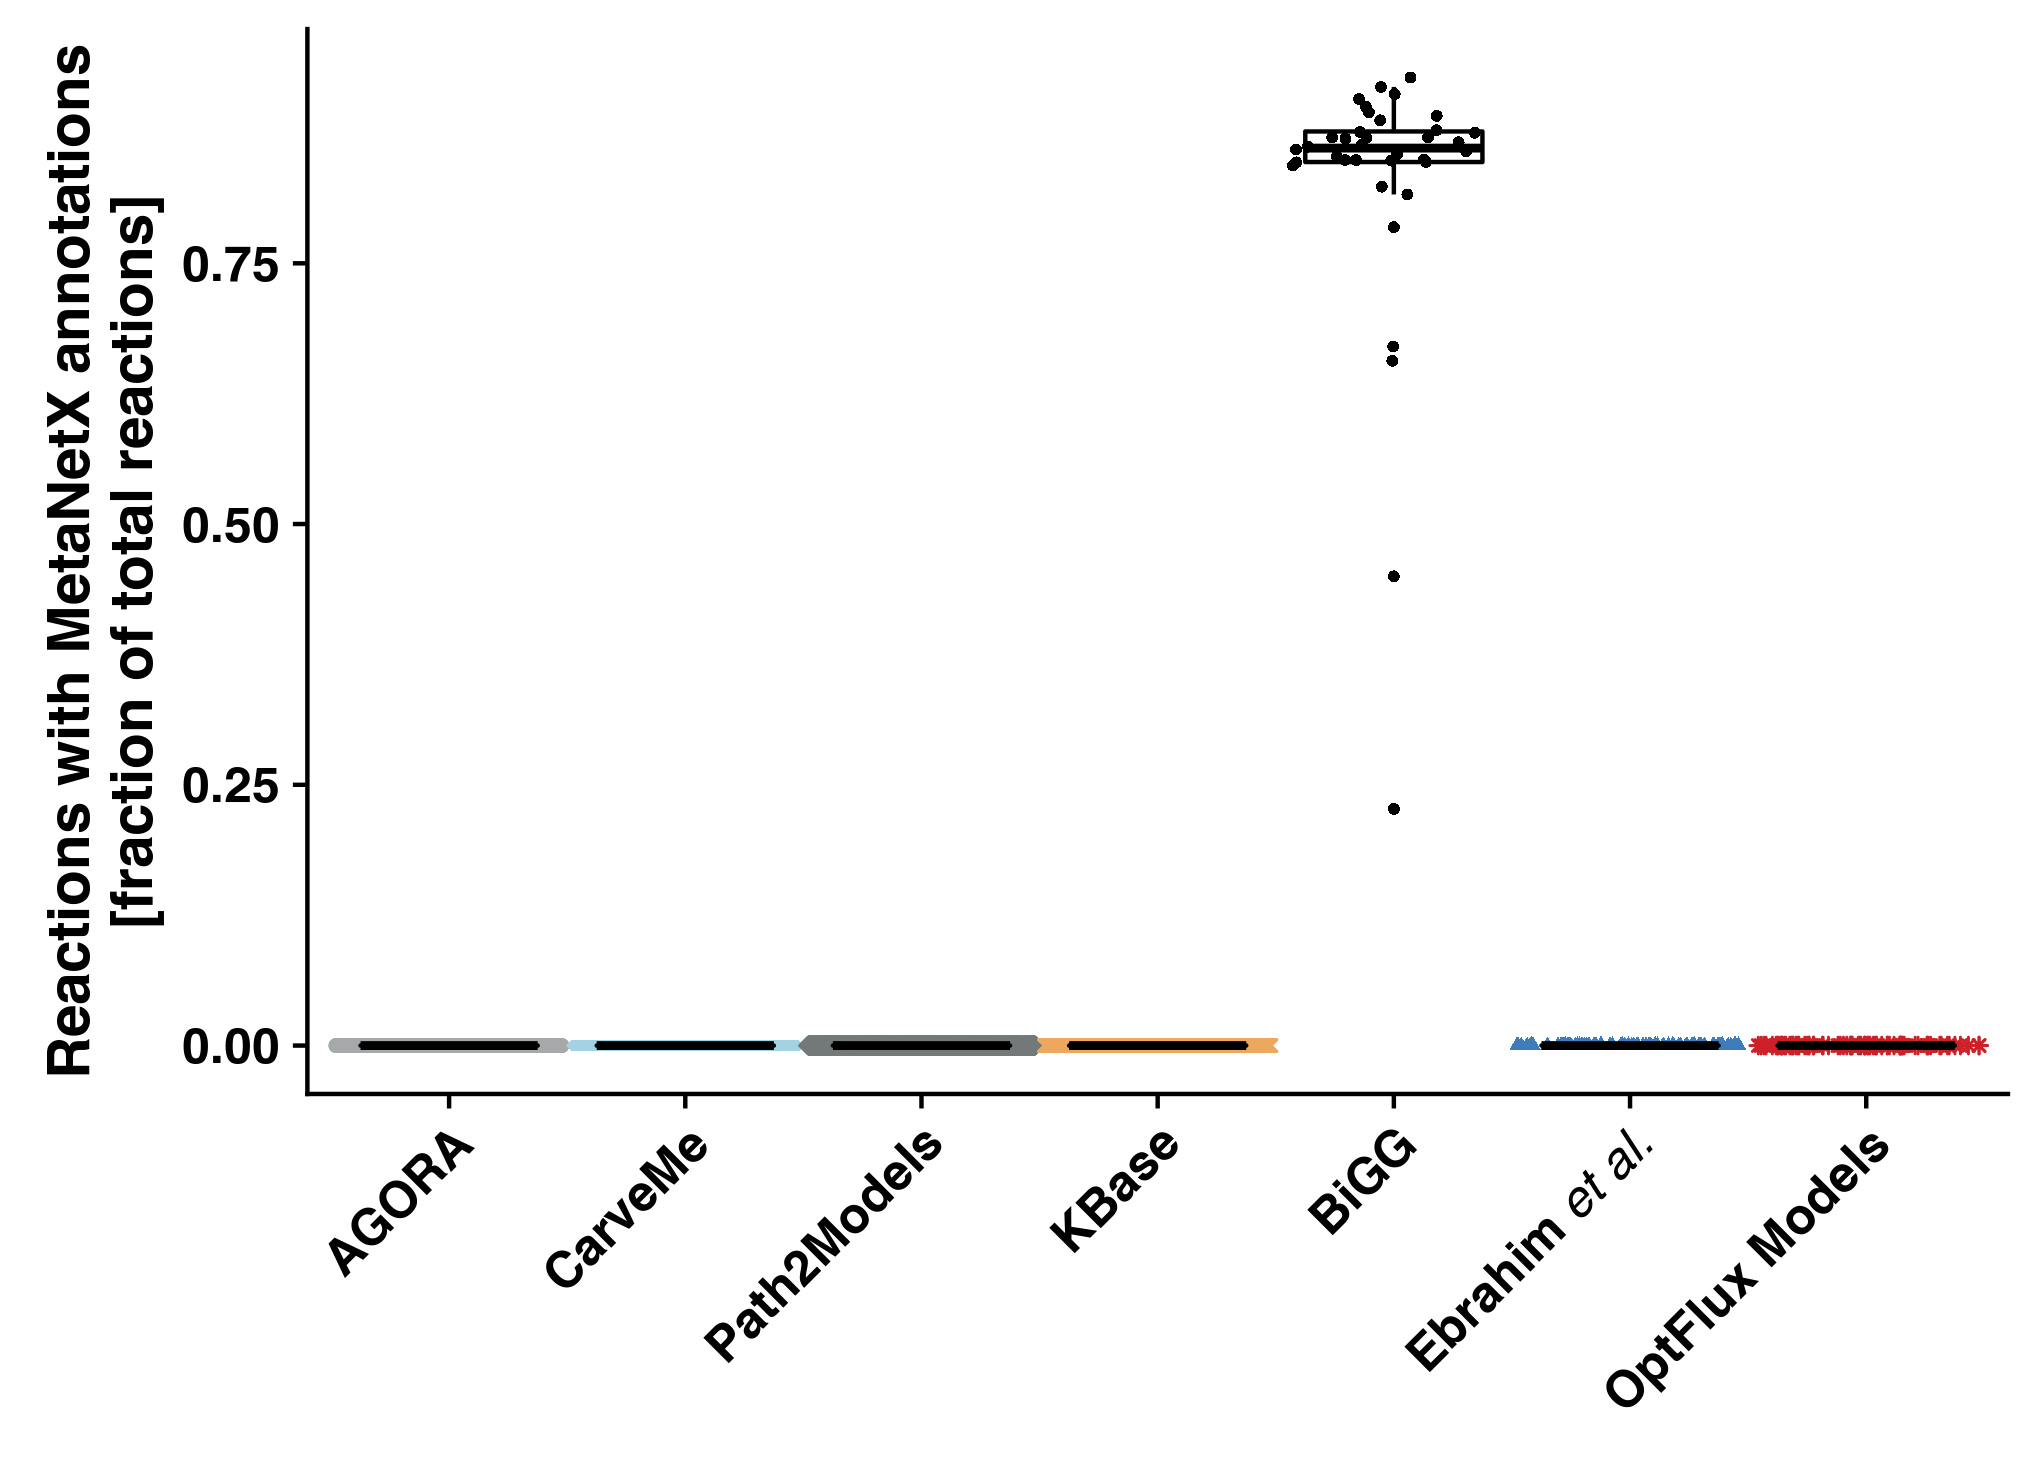 Reactions with MetaNetX annotations
[fraction of total reactions]
0.75
0.50
0.25
0.00
AGORA
CarveMe
Path2Models
KBase
BiGG
Ebrahim et al.
OptFlux Models